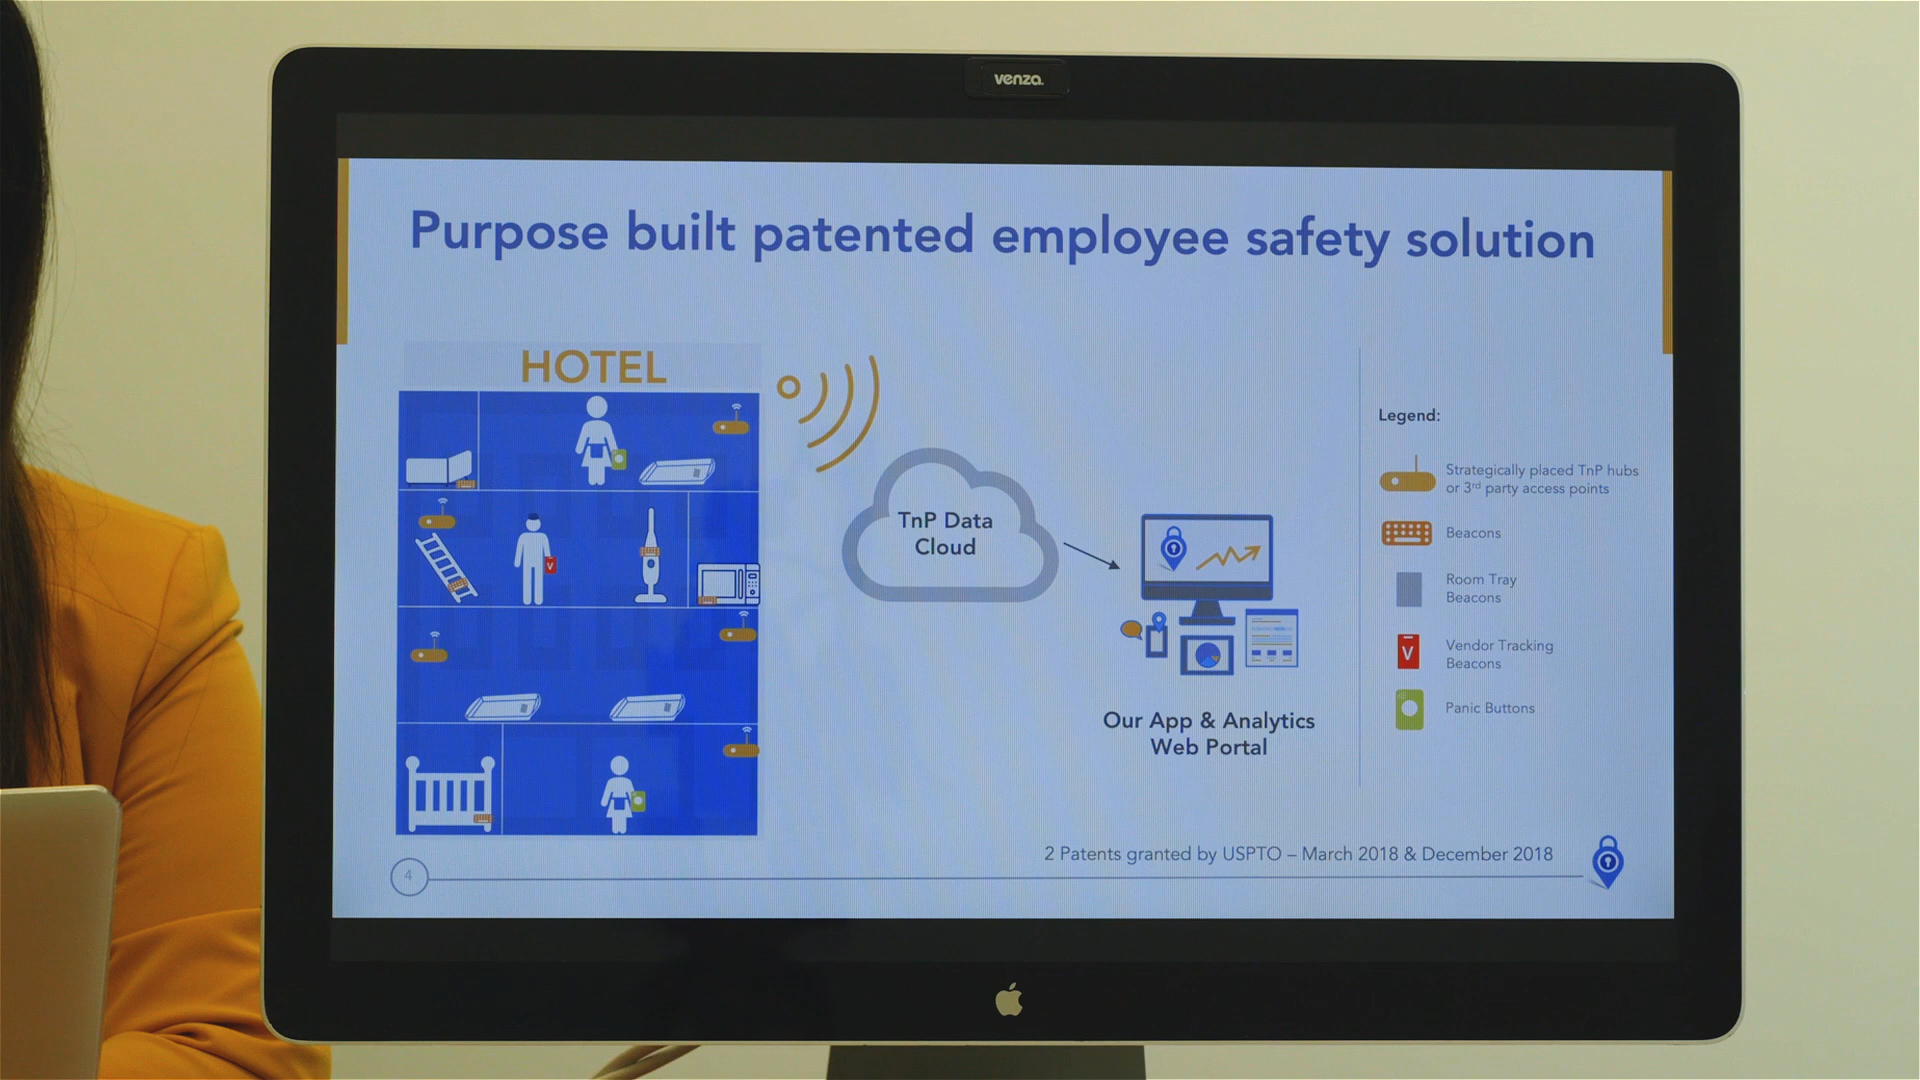 venza.
Purpose built patented employee safety solution
HOTEL
TnP Data
Cloud
Our App & Analytics
Web Portal
Legend:
Strategically placed TnP hubs
or 3rd party access points
Beacons
Room Tray
Beacons
V
Vendor Tracking
Beacons
Panic Buttons
V
2 Patents granted by USPTO – March 2018 & December 2018
4